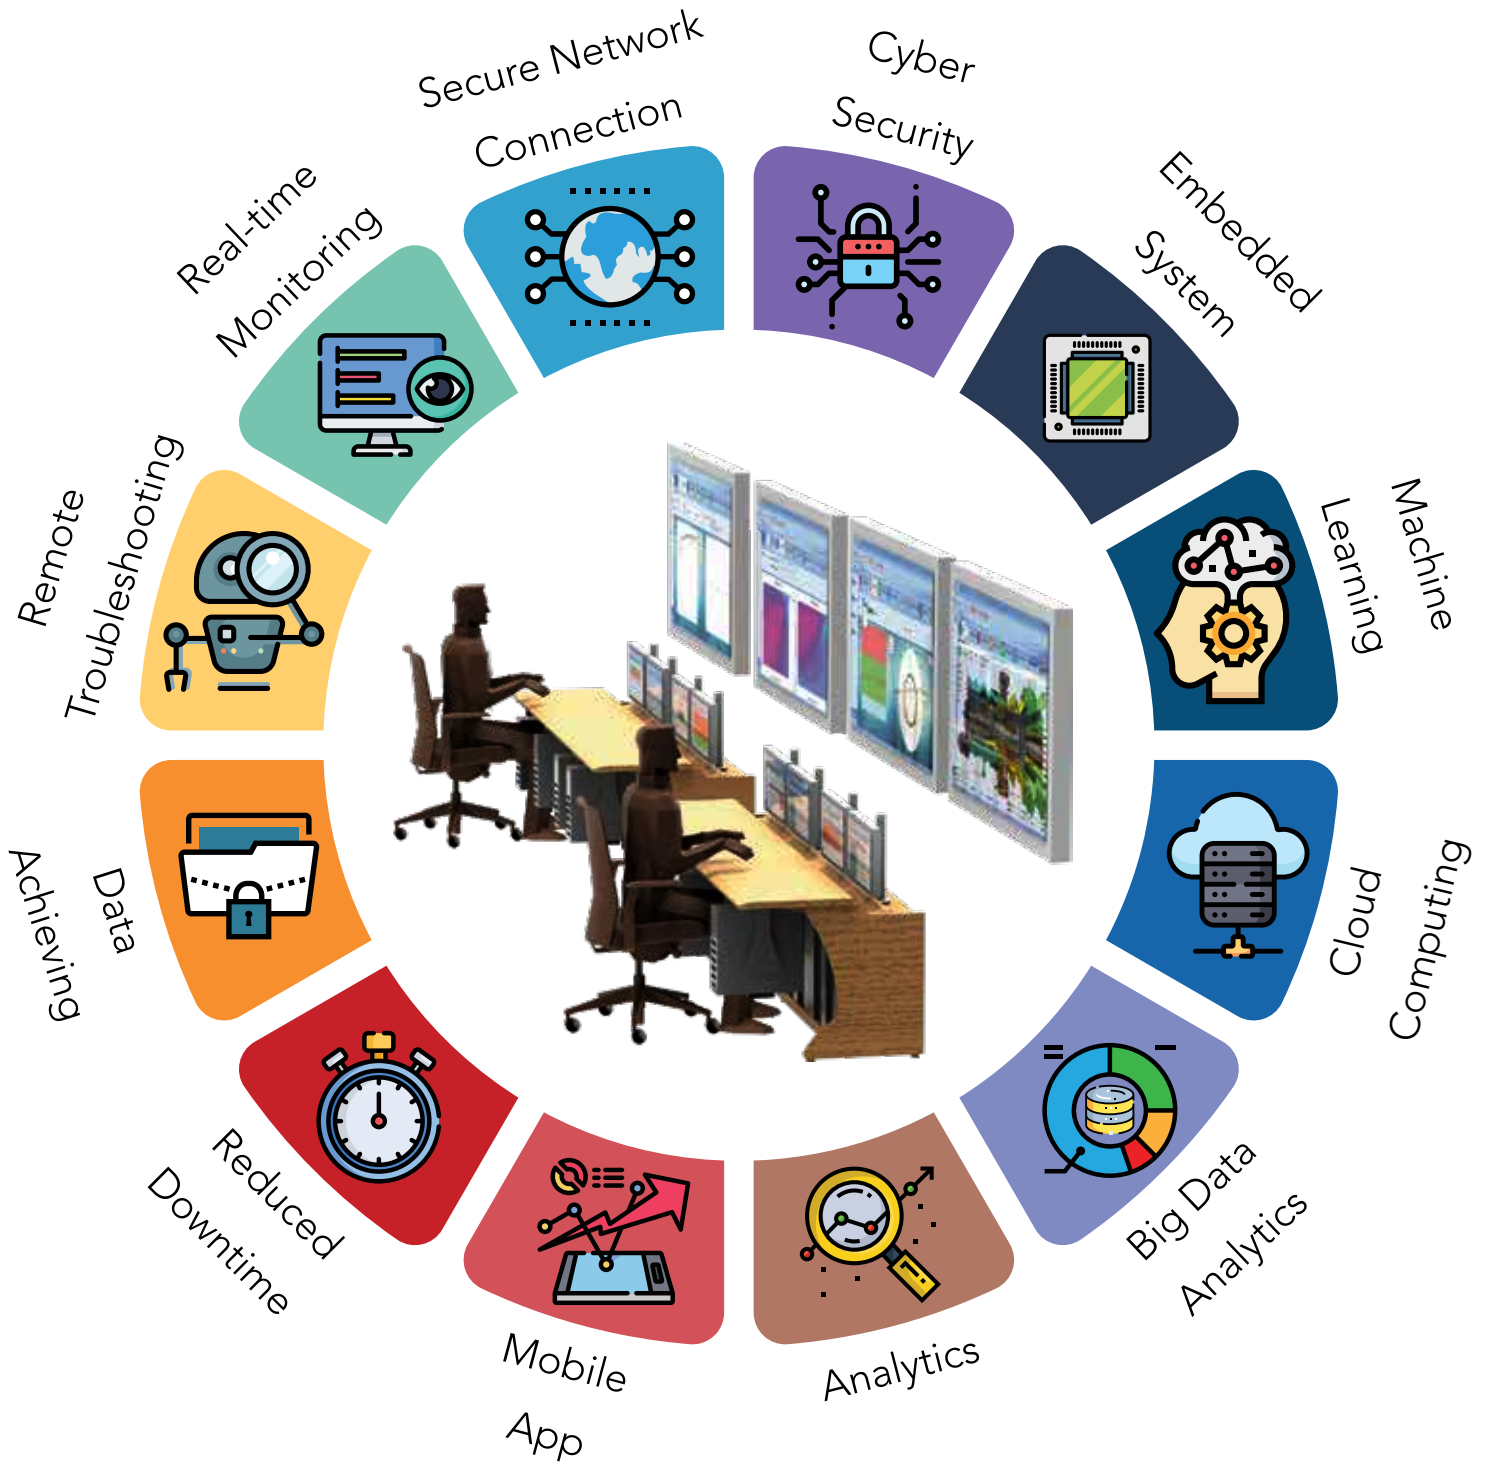 Secure Network
Connection
Cyber
Security
Embedded
System
Machine
Learning
Cloud
Computing
Big Data
Analytics
Analytics
Mobile
App
Reduced
Downtime
Data
Achieving
Remote
Troubleshooting
Real-time
Monitoring